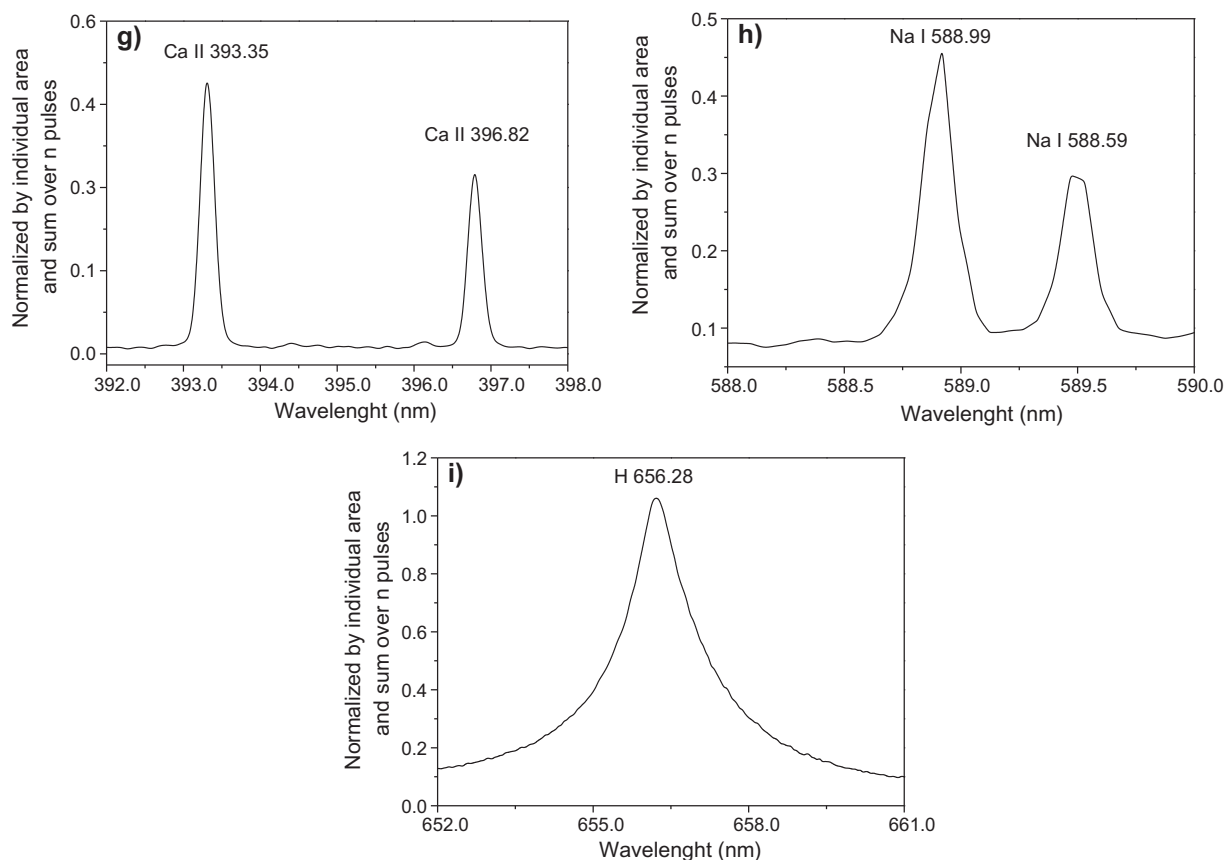 g)
Ca II 393.35
Ca II 396.82
Normalized by individual area
and sum over n pulses
0.6
0.4
0.3
0.1
0.0
392.0 393.0 394.0 395.0 396.0 397.0 398.0
Wavelenght (nm)
h)
Na I 588.99
Na I 588.59
Normalized by individual area
and sum over n pulses
0.5
0.4
0.3
0.2
0.1
588.0 588.5 589.0 589.5 590.0
Wavelenght (nm)
i)
H 656.28
Normalized by individual area
and sum over n pulses
1.2
1.0
0.8
0.6
0.4
0.2
0.0
652.0 655.0 658.0 661.0
Wavelenght (nm)